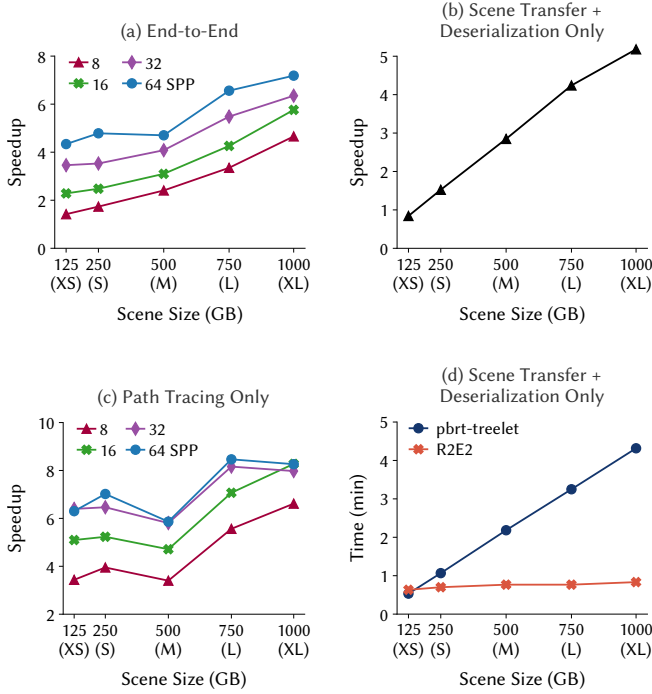 (a) End-to-End
8
32
16
64 SPP
Speedup
8
6
4
2
0
125 250 500 750 1000
(XS) (S) (M) (L) (XL)
Scene Size (GB)
(b) Scene Transfer +
Deserialization Only
Speedup
5
4
3
2
1
0
125 250 500 750 1000
(XS) (S) (M) (L) (XL)
Scene Size (GB)
(c) Path Tracing Only
8
32
16
64 SPP
Speedup
10
8
6
4
2
125 250 500 750 1000
(XS) (S) (M) (L) (XL)
Scene Size (GB)
(d) Scene Transfer +
Deserialization Only
pbrt-treelet
R2E2
Time (min)
5
4
3
2
1
0
125 250 500 750 1000
(XS) (S) (M) (L) (XL)
Scene Size (GB)